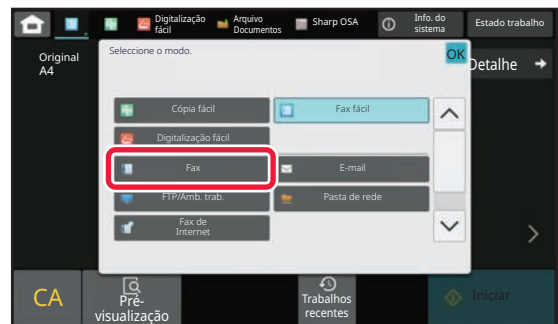 Digitalização
fácil
Arquivo
Documentos
Sharp OSA
Info. do
sistema
Estado trabalho
Original
A4
Seleccione o modo.
OK
Detalhe
Cópia fácil
Fax fácil
Digitalização fácil
Fax
E-mail
FTP/Amb. trab.
Pasta de rede
Fax de
Internet
CA
Pré-
visualização
Trabalhos
recentes
Iniciar